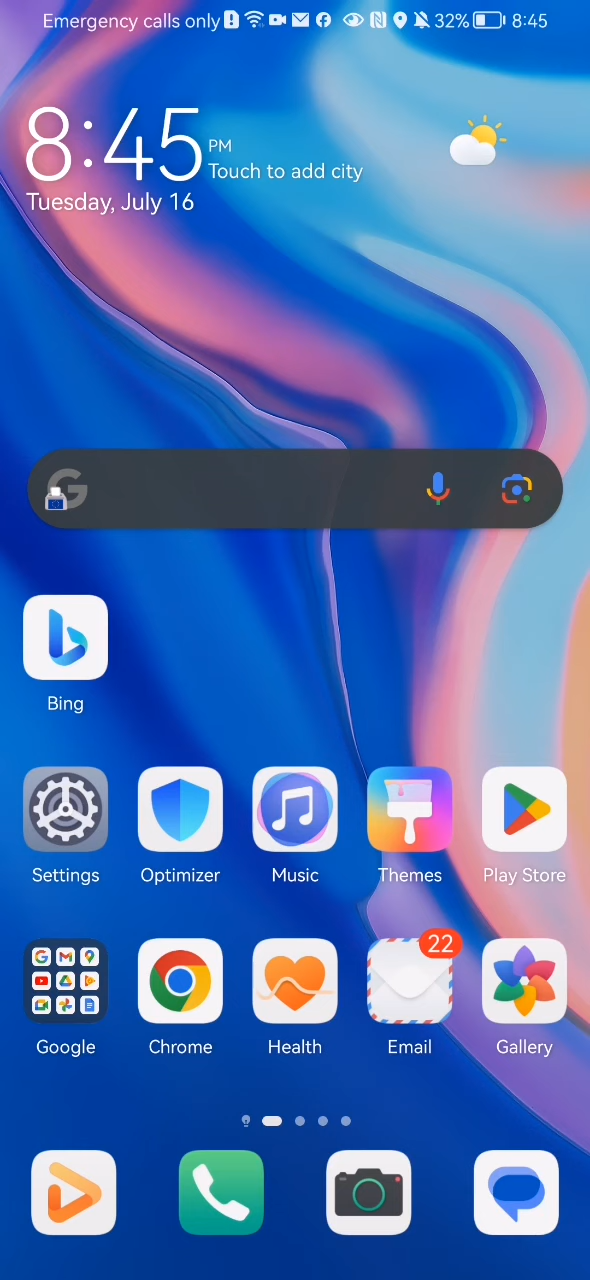 Emergency calls only 32% 8:45
8:45 PM
Touch to add city
Tuesday, July 16
Bing
Settings Optimizer Music Themes Play Store
22
Google Chrome Health Email Gallery